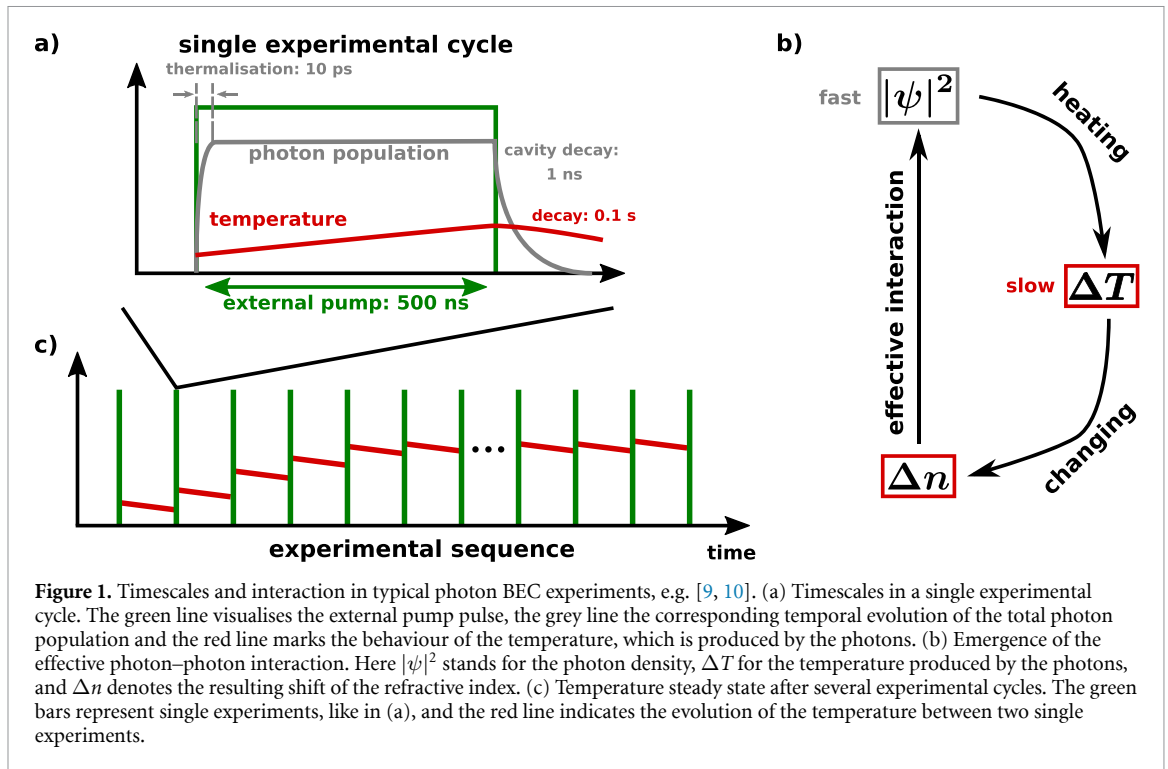 a)
single experimental cycle
thermalisation: 10 ps
photon population
cavity decay:
1 ns
temperature
decay: 0.1 s
external pump: 500 ns
b)
fast
|ψ|²
heating
slow
ΔT
effective interaction
changing
Δn
c)
...
experimental sequence
time
Figure 1. Timescales and interaction in typical photon BEC experiments, e.g. [9, 10]. (a) Timescales in a single experimental
cycle. The green line visualises the external pump pulse, the grey line the corresponding temporal evolution of the total photon
population and the red line marks the behaviour of the temperature, which is produced by the photons. (b) Emergence of the
effective photon–photon interaction. Here |ψ|² stands for the photon density, ΔT for the temperature produced by the photons,
and Δn denotes the resulting shift of the refractive index. (c) Temperature steady state after several experimental cycles. The green
bars represent single experiments, like in (a), and the red line indicates the evolution of the temperature between two single
experiments.